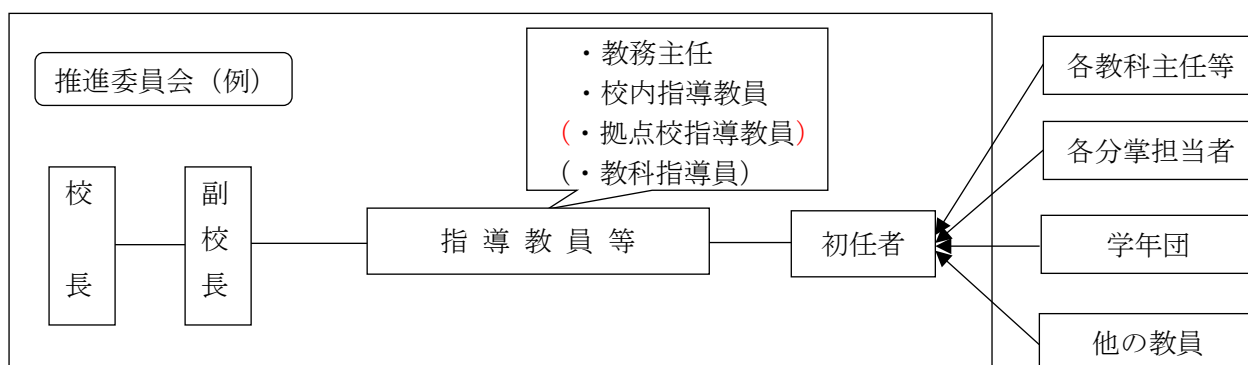 推進委員会（例）
・教務主任
・校内指導教員
（・拠点校指導教員）
（・教科指導員）
校長
副校長
指導教員等
初任者
各教科主任等
各分掌担当者
学年団
他の教員